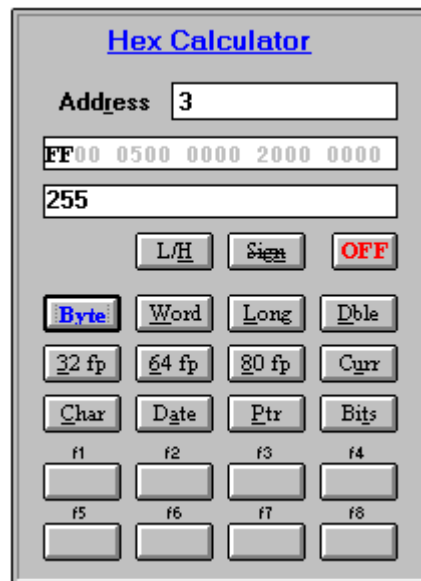 Hex Calculator
Address 3
FF00 0500 0000 2000 0000
255
L/H Sign OFF
Byte Word Long Dble
32 fp 64 fp 80 fp Curr
Char Date Ptr Bits
f1 f2 f3 f4
f5 f6 f7 f8